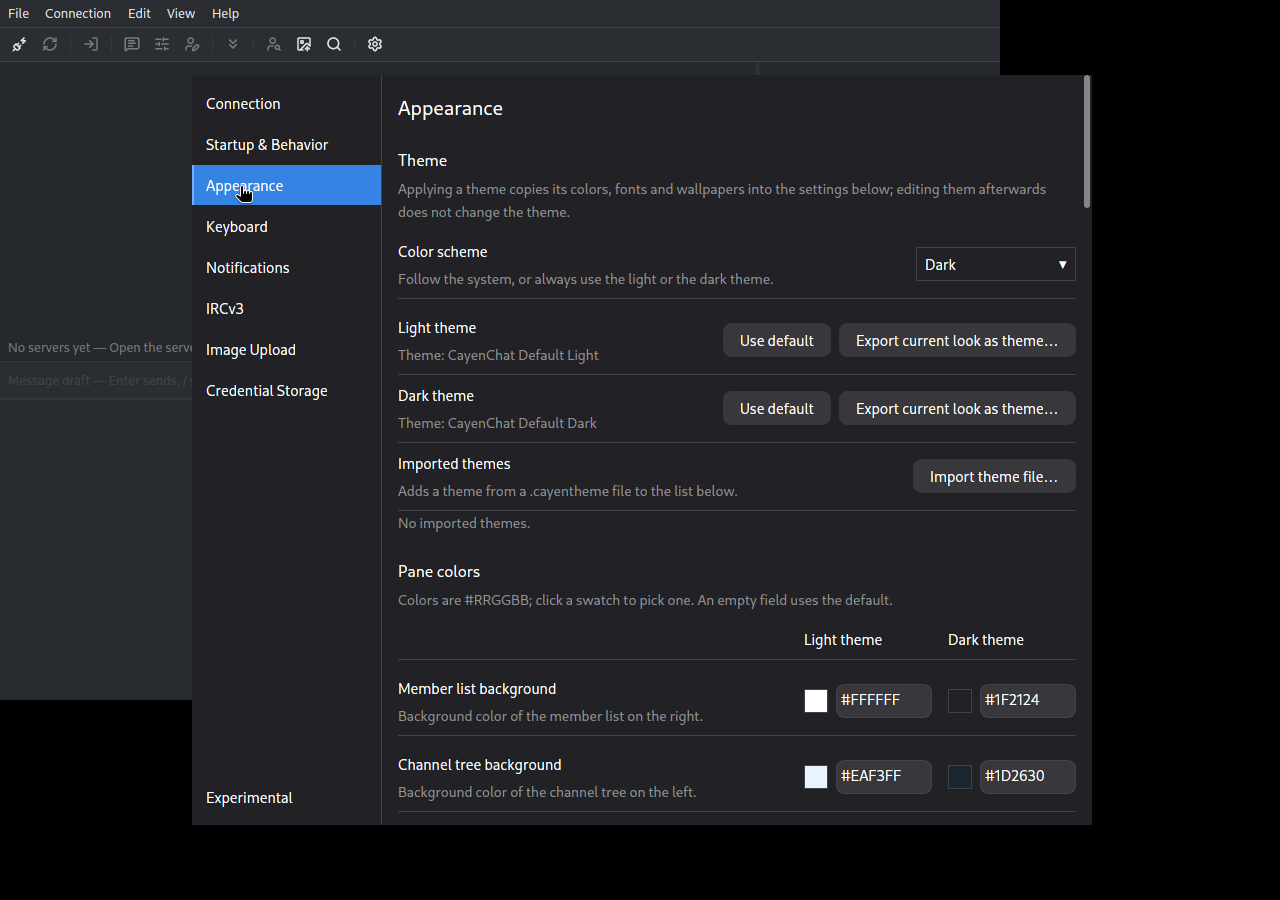 File Connection Edit View Help
Connection
Startup & Behavior
Appearance
Keyboard
Notifications
IRCv3
Image Upload
Credential Storage
Experimental
No servers yet — Open the serve
Message draft — Enter sends, / s
Appearance
Theme
Applying a theme copies its colors, fonts and wallpapers into the settings below; editing them afterwards
does not change the theme.
Color scheme
Follow the system, or always use the light or the dark theme.
Dark
Light theme
Theme: CayenChat Default Light
Use default
Export current look as theme…
Dark theme
Theme: CayenChat Default Dark
Use default
Export current look as theme…
Imported themes
Adds a theme from a .cayentheme file to the list below.
Import theme file…
No imported themes.
Pane colors
Colors are #RRGGBB; click a swatch to pick one. An empty field uses the default.
Light theme Dark theme
Member list background
Background color of the member list on the right.
#FFFFFF #1F2124
Channel tree background
Background color of the channel tree on the left.
#EAF3FF #1D2630